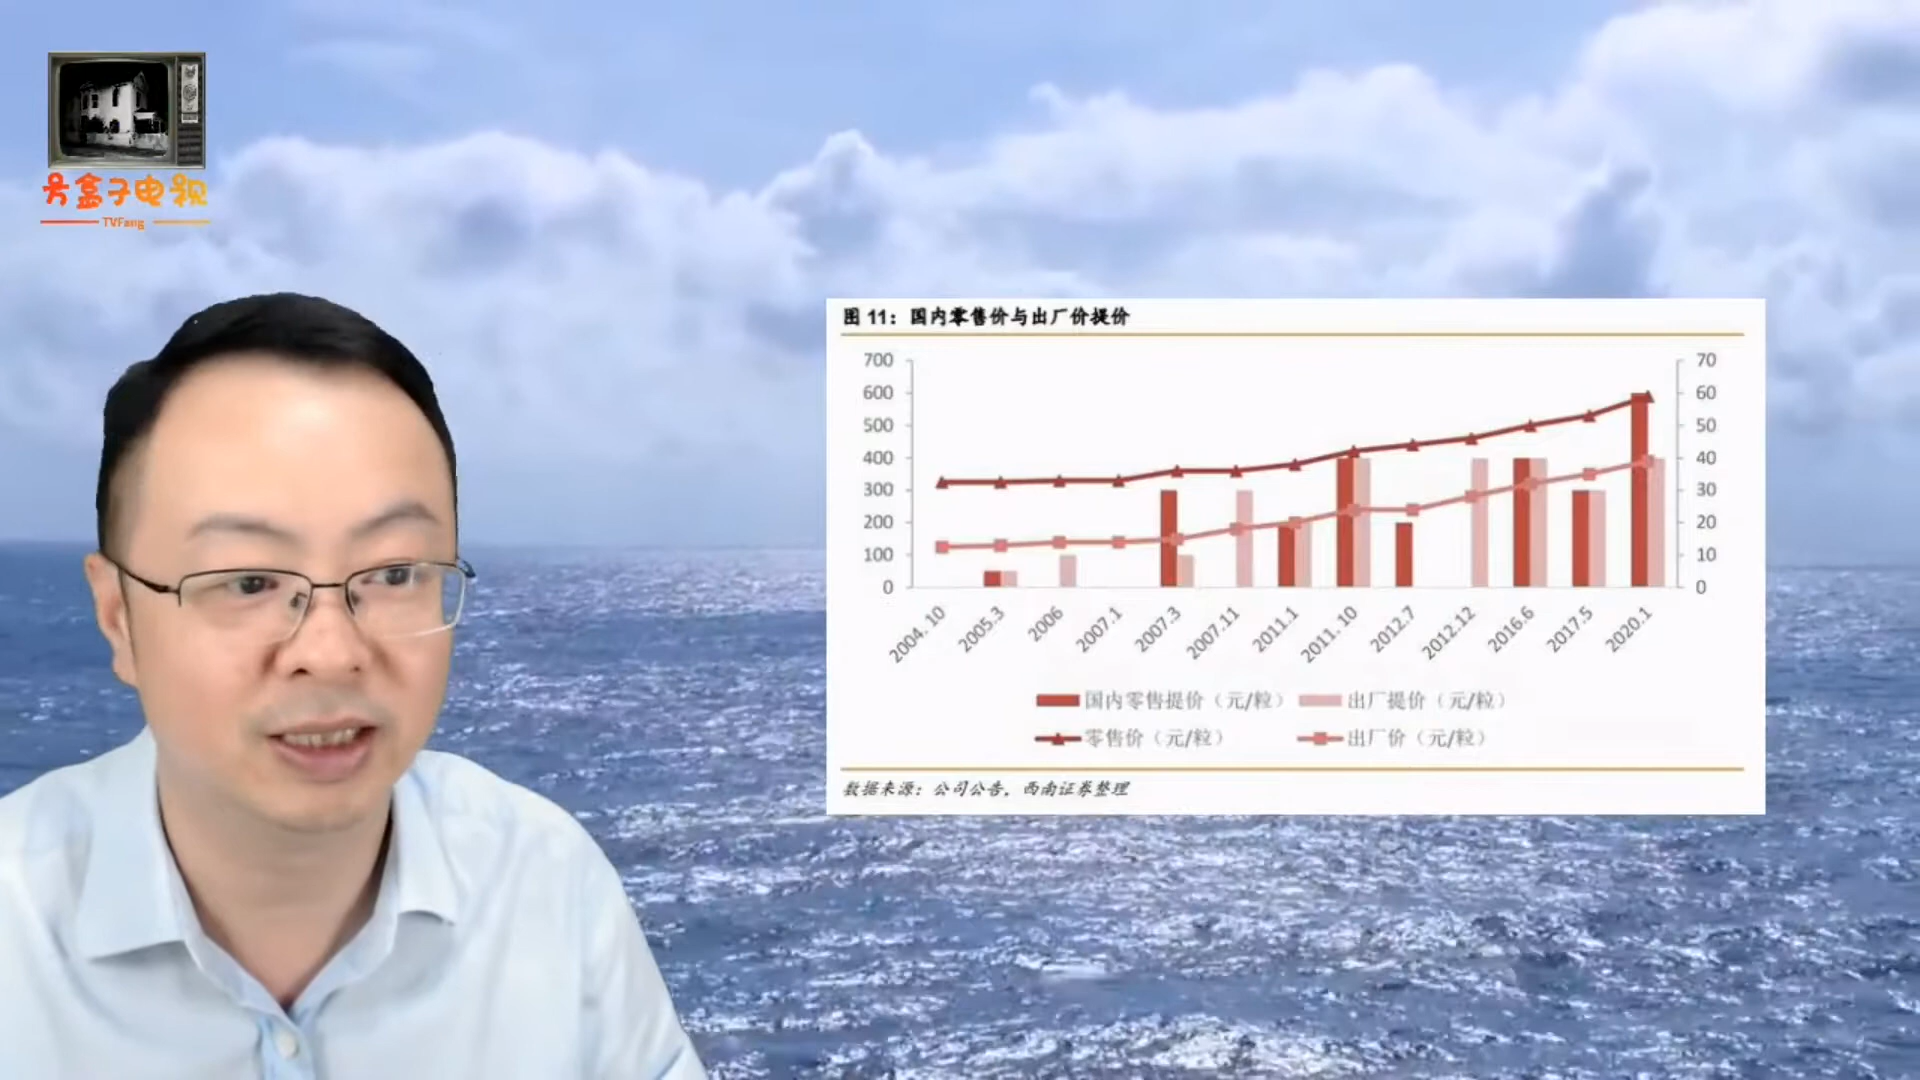 方盒子电视
TVFang
图 11：国内零售价与出厂价提价
700 70
600 60
500 50
400 40
300 30
200 20
100 10
0 0
2004.10 2005.3 2006 2007.1 2007.3 2007.11 2011.1 2011.10 2012.7 2012.12 2016.6 2017.5 2020.1
国内零售提价（元/粒） 出厂提价（元/粒）
零售价（元/粒） 出厂价（元/粒）
数据来源：公司公告，西南证券整理